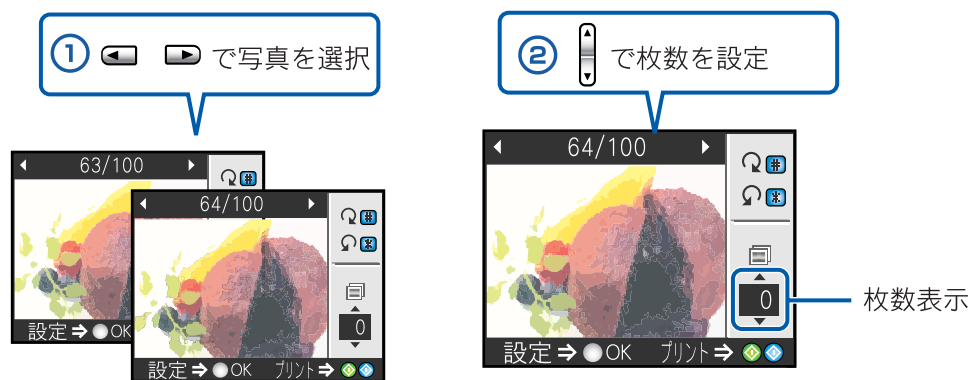 ① で写真を選択
63/100
#
設定 OK
64/100
#
*
0
設定 OK プリント
② で枚数を設定
64/100
#
*
0
設定 OK プリント
枚数表示